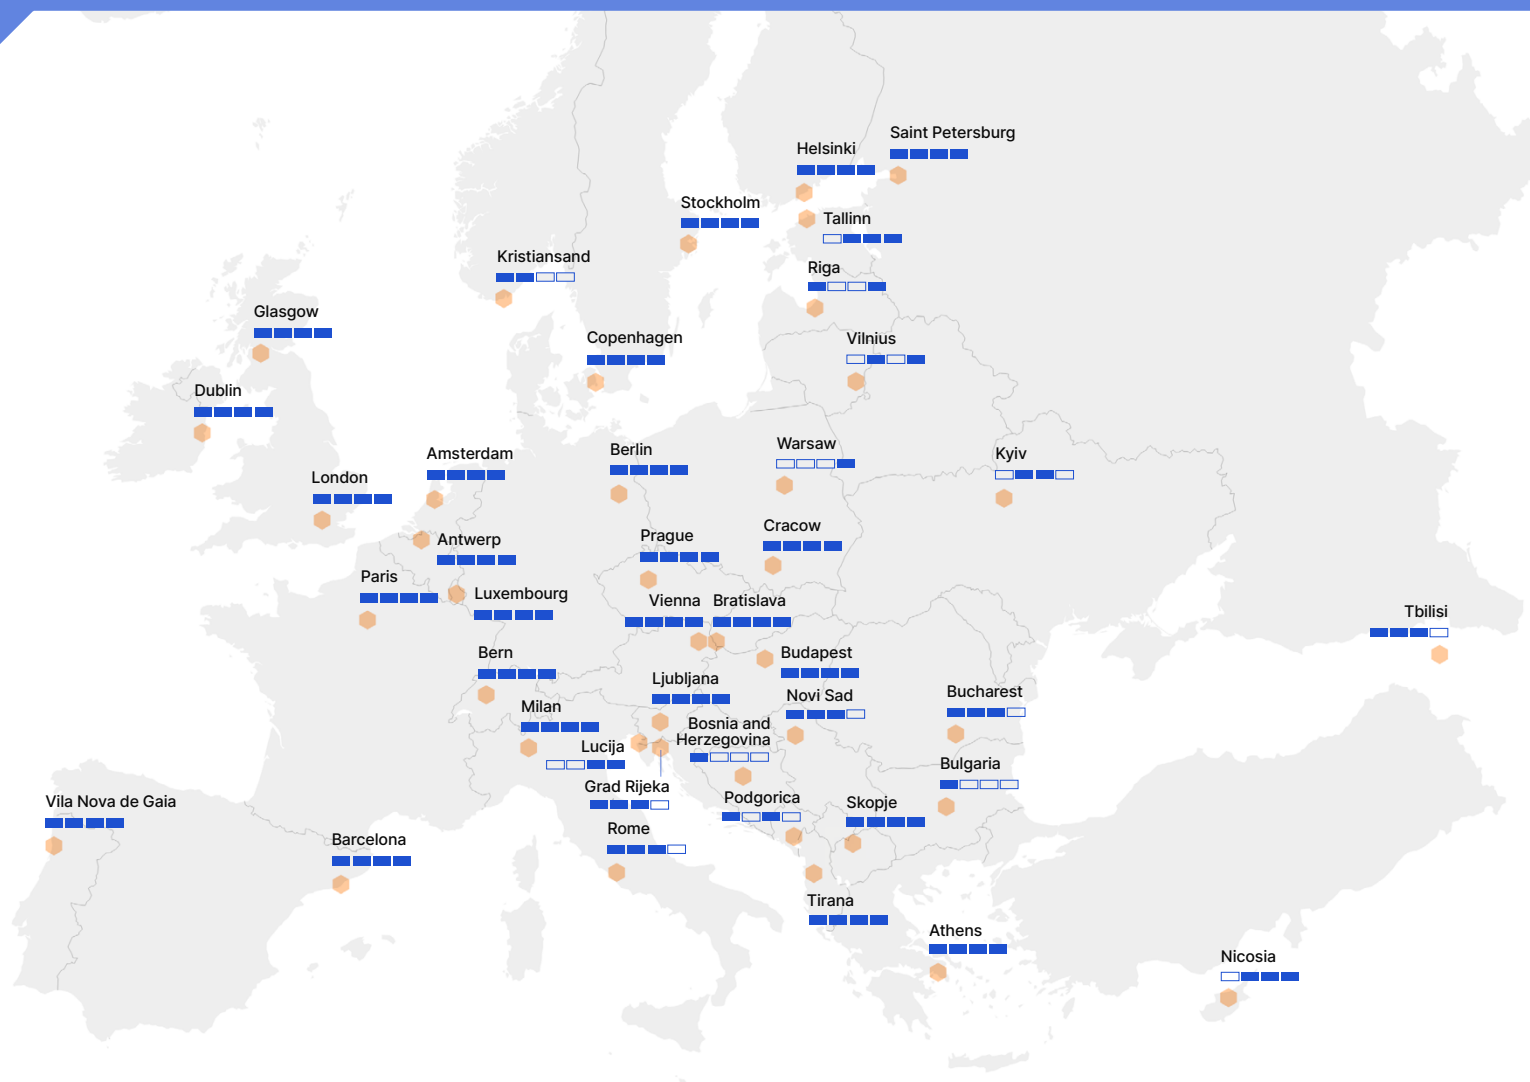 Saint Petersburg
Helsinki
Stockholm
Tallinn
Kristiansand
Riga
Glasgow
Copenhagen
Vilnius
Dublin
Warsaw
Berlin
Amsterdam
Kyiv
London
Cracow
Prague
Antwerp
Paris
Luxembourg
Vienna
Bratislava
Tbilisi
Bern
Budapest
Ljubljana
Novi Sad
Bucharest
Milan
Bosnia and
Herzegovina
Lucija
Bulgaria
Grad Rijeka
Podgorica
Vila Nova de Gaia
Skopje
Rome
Barcelona
Tirana
Athens
Nicosia